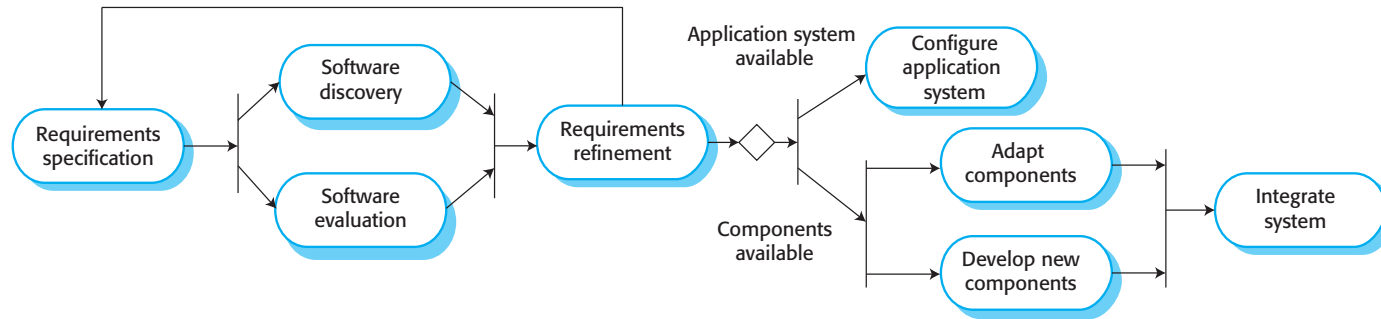 Requirements
specification
Software
discovery
Software
evaluation
Requirements
refinement
Application system
available
Configure
application
system
Components
available
Adapt
components
Develop new
components
Integrate
system